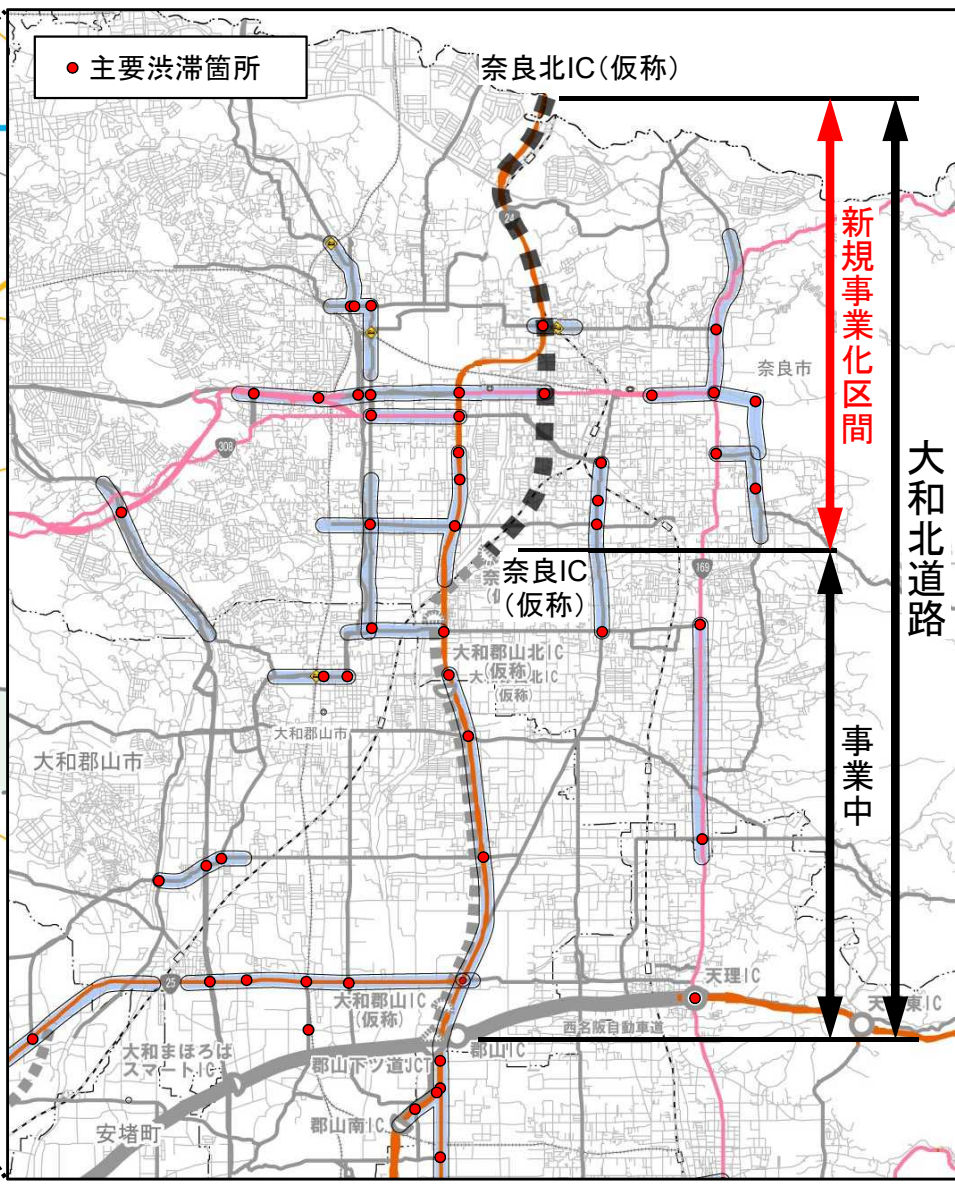 主要渋滞箇所
奈良北IC(仮称)
24
新規事業化区間
奈良市
308
大和北道路
奈良IC
(仮称)
169
大和郡山北IC
(仮称)
(仮称)
大和郡山市
大和郡山市
事業中
25
天理IC
大和郡山IC
(仮称)
西名阪自動車道
大和まほろば
スマートIC
郡山下ツ道JCT
郡山IC
郡山南IC
安堵町